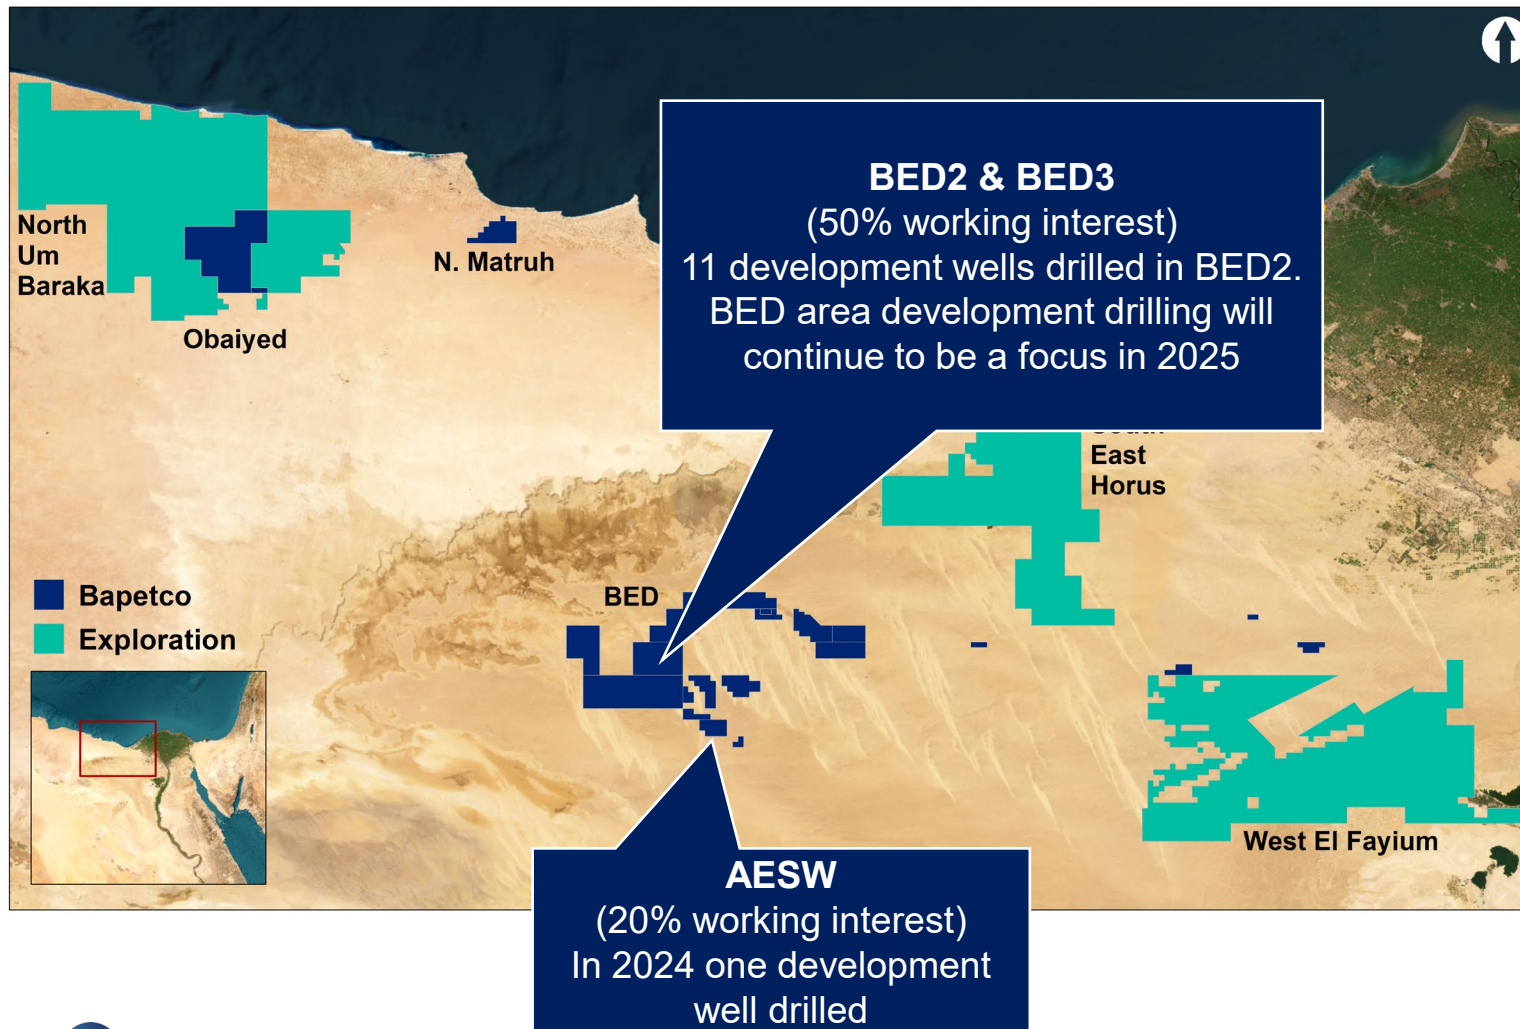 BED2 & BED3
(50% working interest)
11 development wells drilled in BED2.
BED area development drilling will
continue to be a focus in 2025
North
Um
Baraka
N. Matruh
Obaiyed
East
Horus
Bapetco
Exploration
BED
West El Fayium
AESW
(20% working interest)
In 2024 one development
well drilled